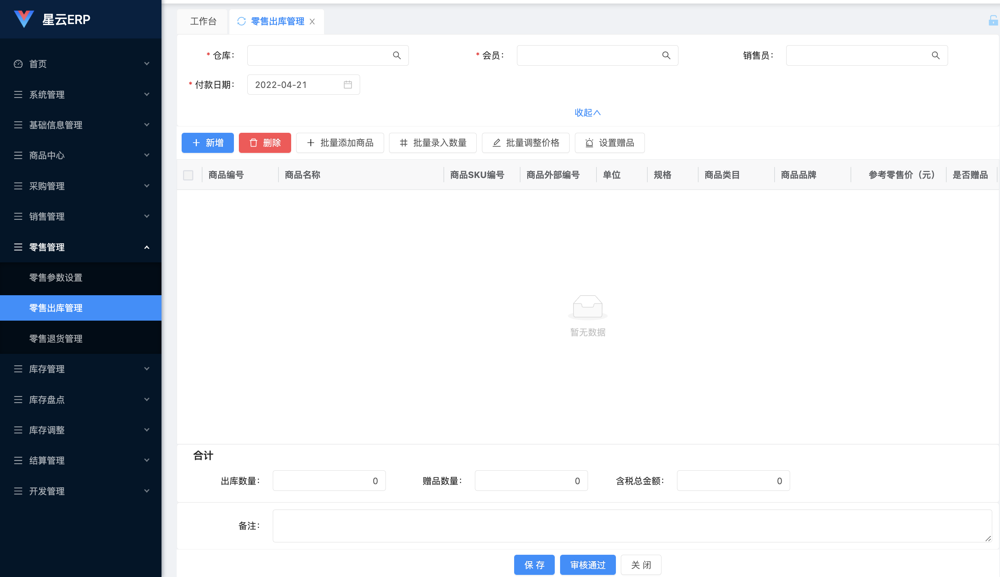 星云ERP
首页
系统管理
基础信息管理
商品中心
采购管理
销售管理
零售管理
零售参数设置
零售出库管理
零售退货管理
库存管理
库存盘点
库存调整
结算管理
开发管理
工作台 零售出库管理
* 仓库： * 会员： 销售员：
* 付款日期： 2022-04-21
收起
新增 删除 批量添加商品 批量录入数量 批量调整价格 设置赠品
商品编号 商品名称 商品SKU编号 商品外部编号 单位 规格 商品类目 商品品牌 参考零售价（元） 是否赠品
暂无数据
合计
出库数量： 0 赠品数量： 0 含税总金额： 0
备注：
保 存 审核通过 关 闭